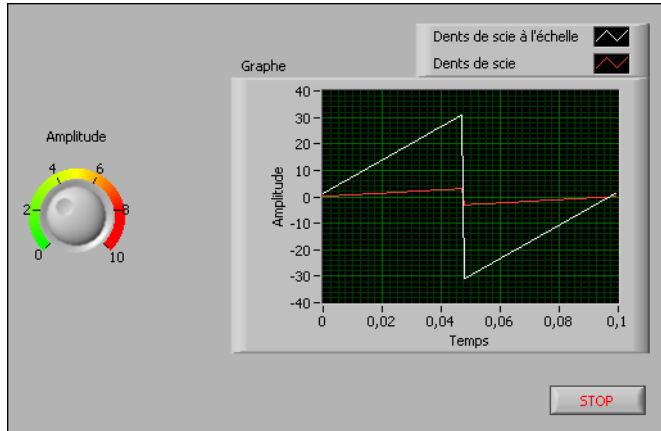 Dents de scie à l'échelle
Dents de scie
Graphe
Amplitude
0
2
4
6
8
10
Amplitude
40
30
20
10
0
-10
-20
-30
-40
0 0,02 0,04 0,06 0,08 0,1
Temps
STOP